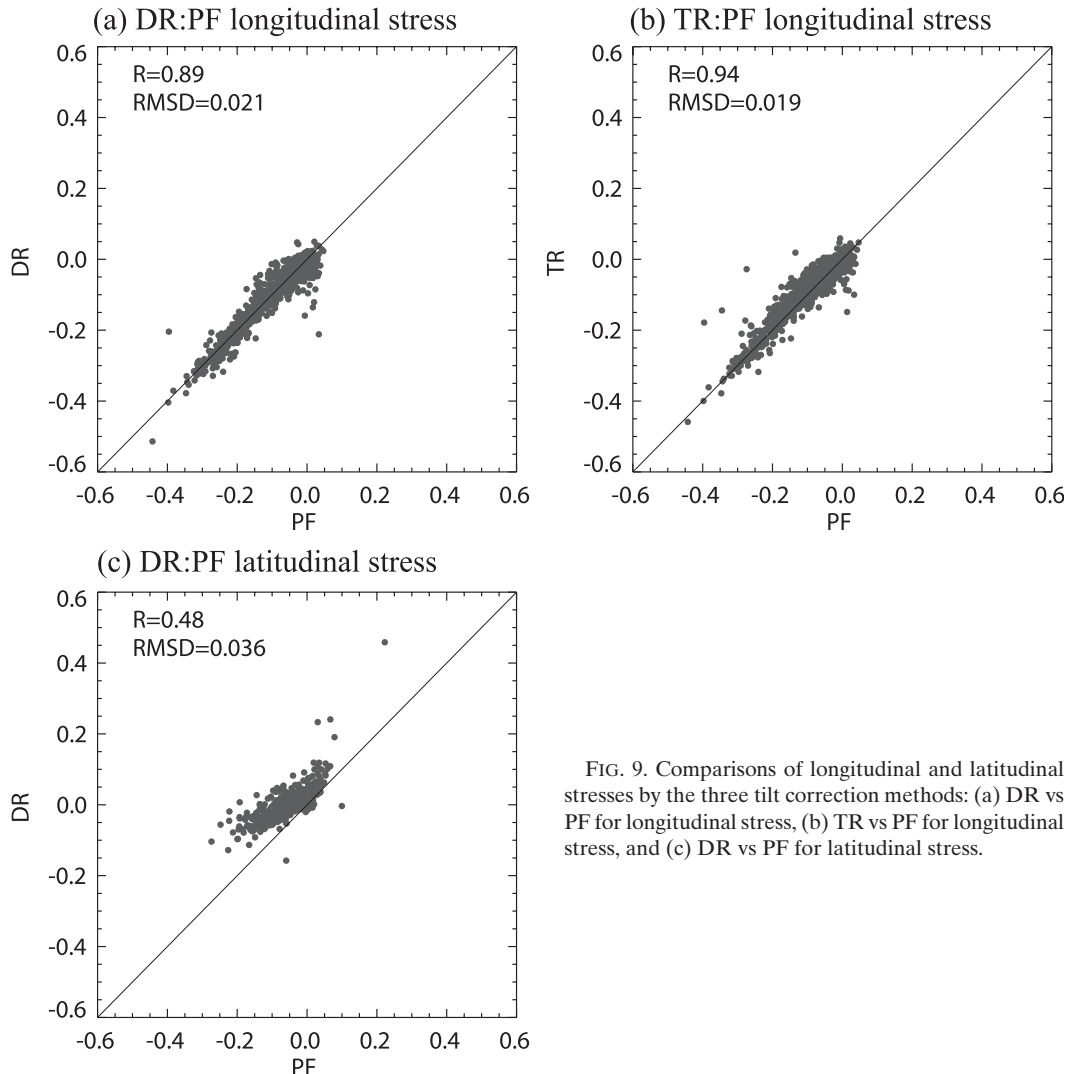 (a) DR:PF longitudinal stress
0.6
R=0.89
RMSD=0.021
0.4
0.2
0.0
DR
-0.2
-0.4
-0.6
-0.6 -0.4 -0.2 0.0 0.2 0.4 0.6
PF
(b) TR:PF longitudinal stress
0.6
R=0.94
RMSD=0.019
0.4
0.2
0.0
TR
-0.2
-0.4
-0.6
-0.6 -0.4 -0.2 0.0 0.2 0.4 0.6
PF
(c) DR:PF latitudinal stress
0.6
R=0.48
RMSD=0.036
0.4
0.2
0.0
DR
-0.2
-0.4
-0.6
-0.6 -0.4 -0.2 0.0 0.2 0.4 0.6
PF
FIG. 9. Comparisons of longitudinal and latitudinal
stresses by the three tilt correction methods: (a) DR vs
PF for longitudinal stress, (b) TR vs PF for longitudinal
stress, and (c) DR vs PF for latitudinal stress.